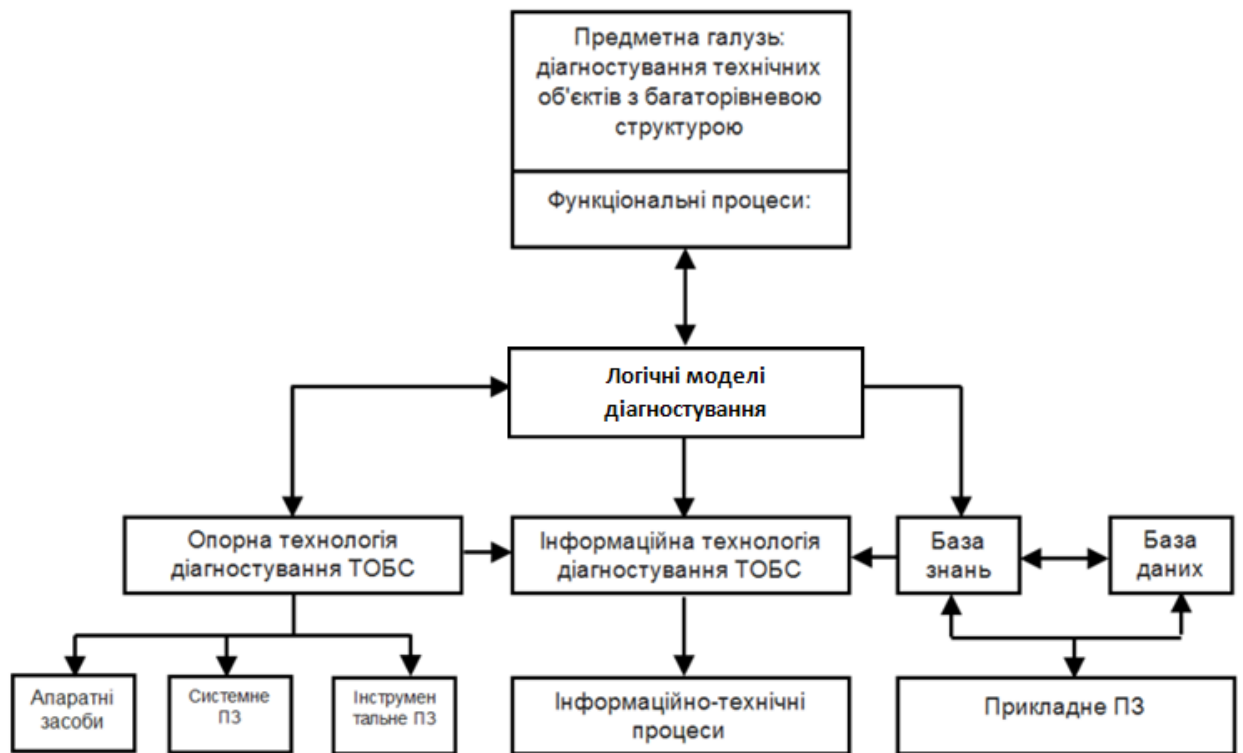 Предметна галузь:
діагностування технічних
об'єктів з багаторівневою
структурою
Функціональні процеси:
Логічні моделі
діагностування
Опорна технологія
діагностування ТОБС
Інформаційна технологія
діагностування ТОБС
База
знань
База
даних
Апаратні
засоби
Системне
ПЗ
Інструмен
тальне ПЗ
Інформаційно-технічні
процеси
Прикладне ПЗ